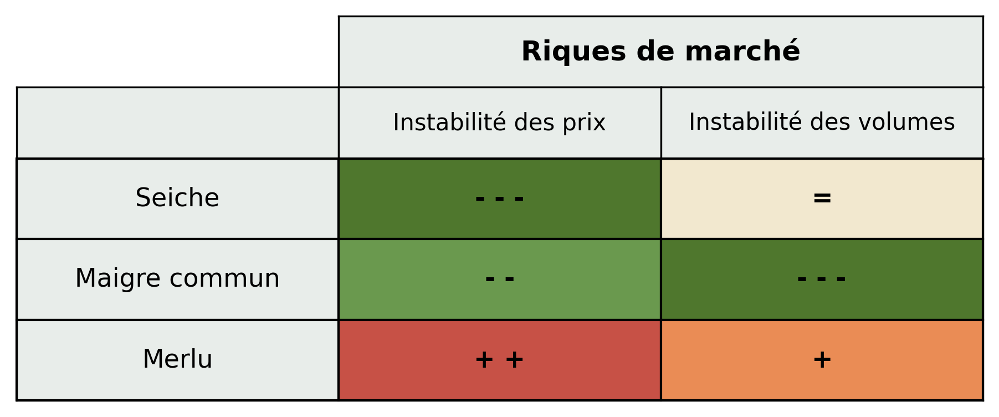 Riques de marché
Instabilité des prix Instabilité des volumes
Seiche - - - =
Maigre commun - - - - -
Merlu + + +